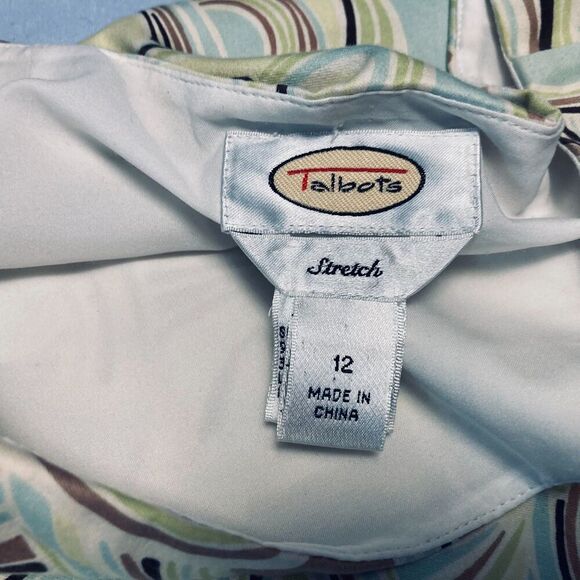 Talbots
Stretch
12
MADE IN
CHINA